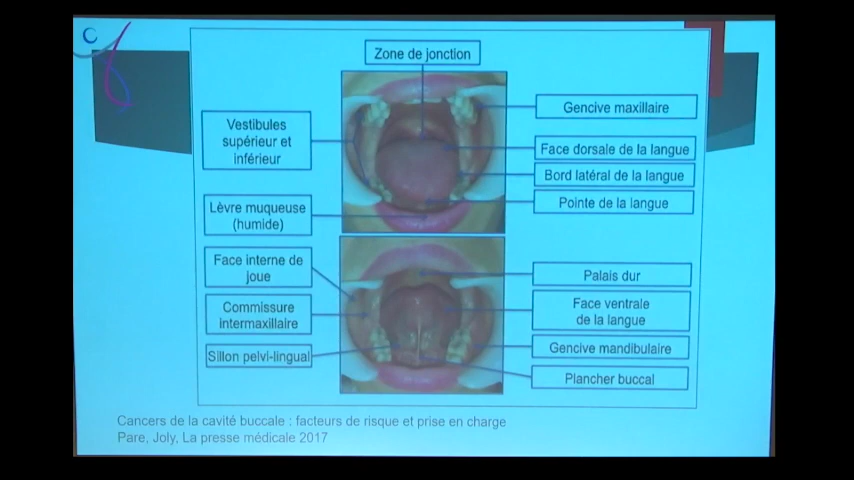 Zone de jonction
Vestibules
supérieur et
inférieur
Lèvre muqueuse
(humide)
Gencive maxillaire
Face dorsale de la langue
Bord latéral de la langue
Pointe de la langue
Face interne de
joue
Commissure
intermaxillaire
Sillon pelvi-lingual
Palais dur
Face ventrale
de la langue
Gencive mandibulaire
Plancher buccal
Cancers de la cavité buccale : facteurs de risque et prise en charge
Pare, Joly, La presse médicale 2017